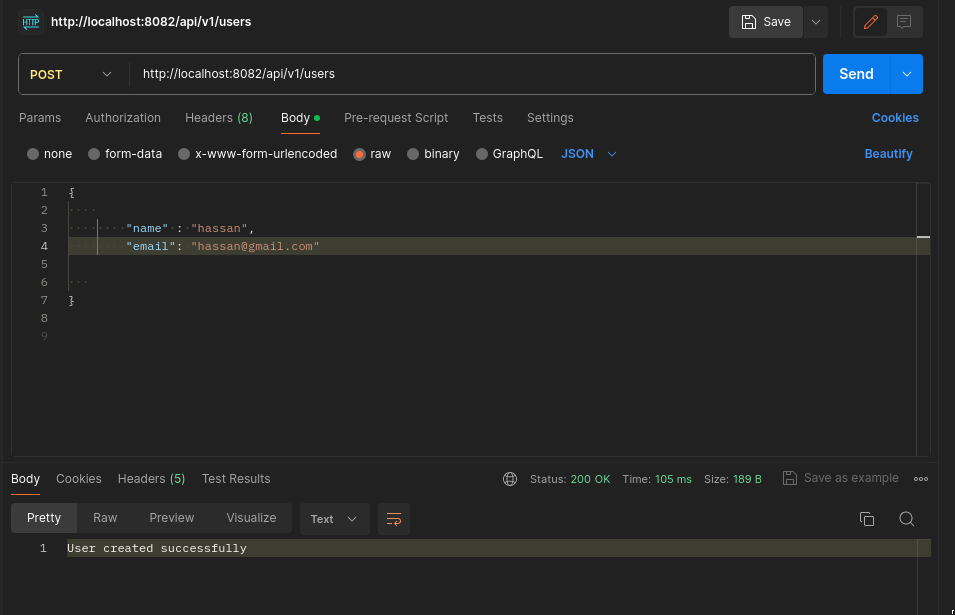 HTTP http://localhost:8082/api/v1/users Save
POST http://localhost:8082/api/v1/users Send
Params Authorization Headers (8) Body Pre-request Script Tests Settings Cookies
none form-data x-www-form-urlencoded raw binary GraphQL JSON Beautify
1 {
2
3 "name" : "hassan",
4 "email": "hassan@gmail.com"
5
6
7 }
8
9
Body Cookies Headers (5) Test Results Status: 200 OK Time: 105 ms Size: 189 B Save as example
Pretty Raw Preview Visualize Text
1 User created successfully